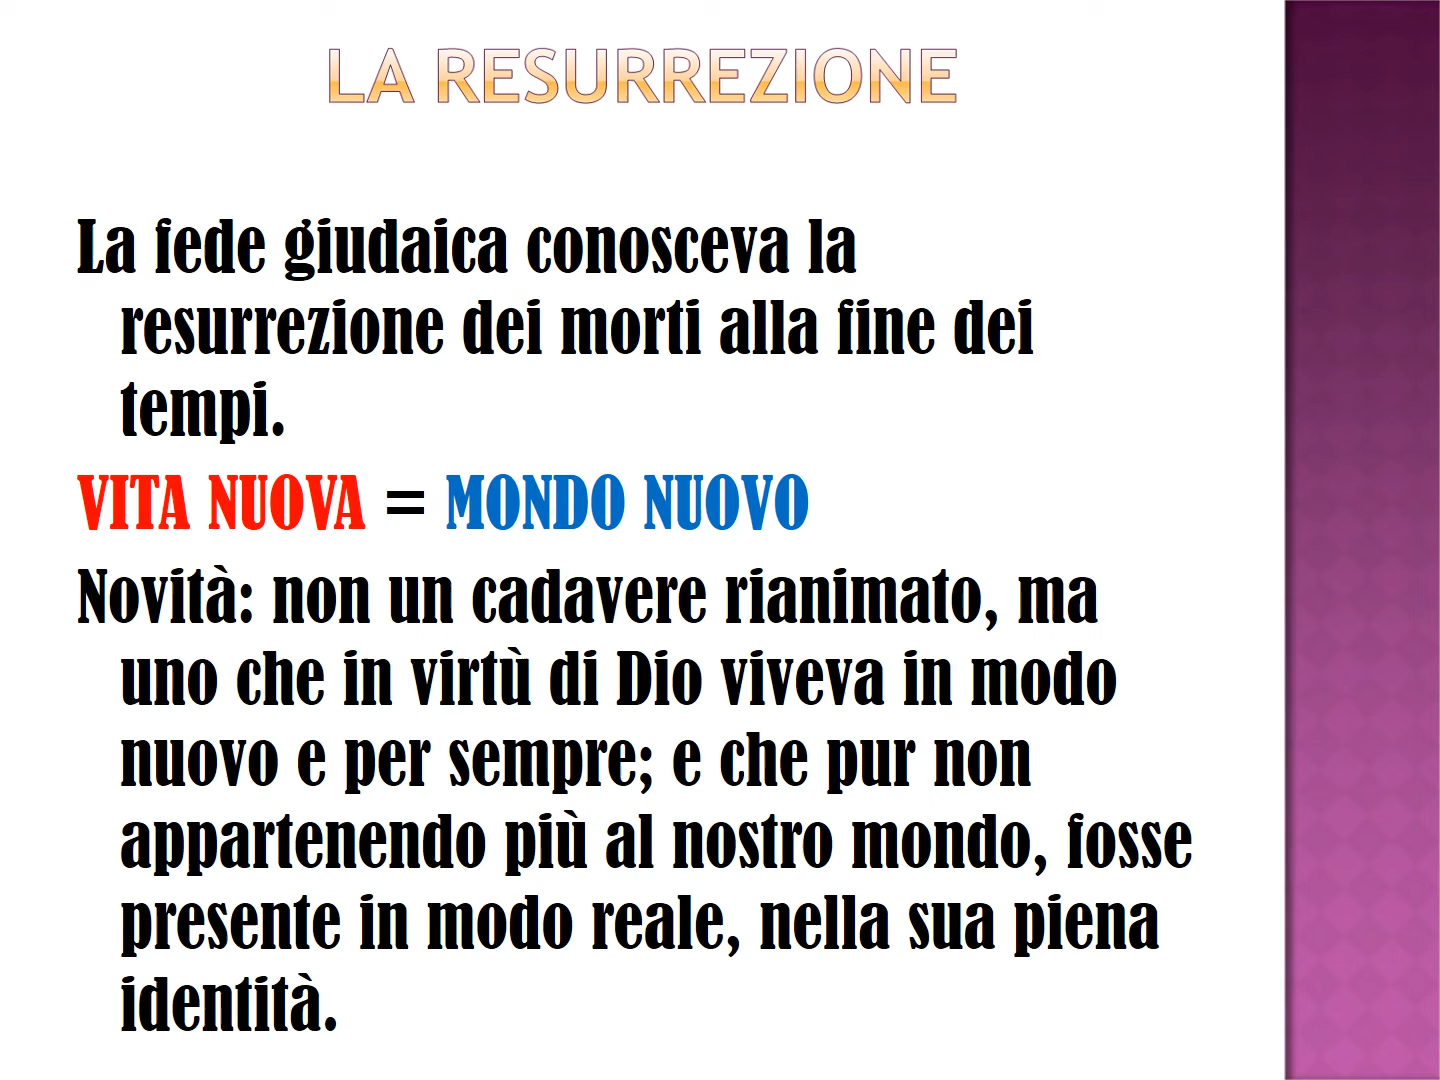 LA RESURREZIONE
La fede giudaica conosceva la
resurrezione dei morti alla fine dei
tempi.
VITA NUOVA = MONDO NUOVO
Novità: non un cadavere rianimato, ma
uno che in virtù di Dio viveva in modo
nuovo e per sempre; e che pur non
appartenendo più al nostro mondo, fosse
presente in modo reale, nella sua piena
identità.